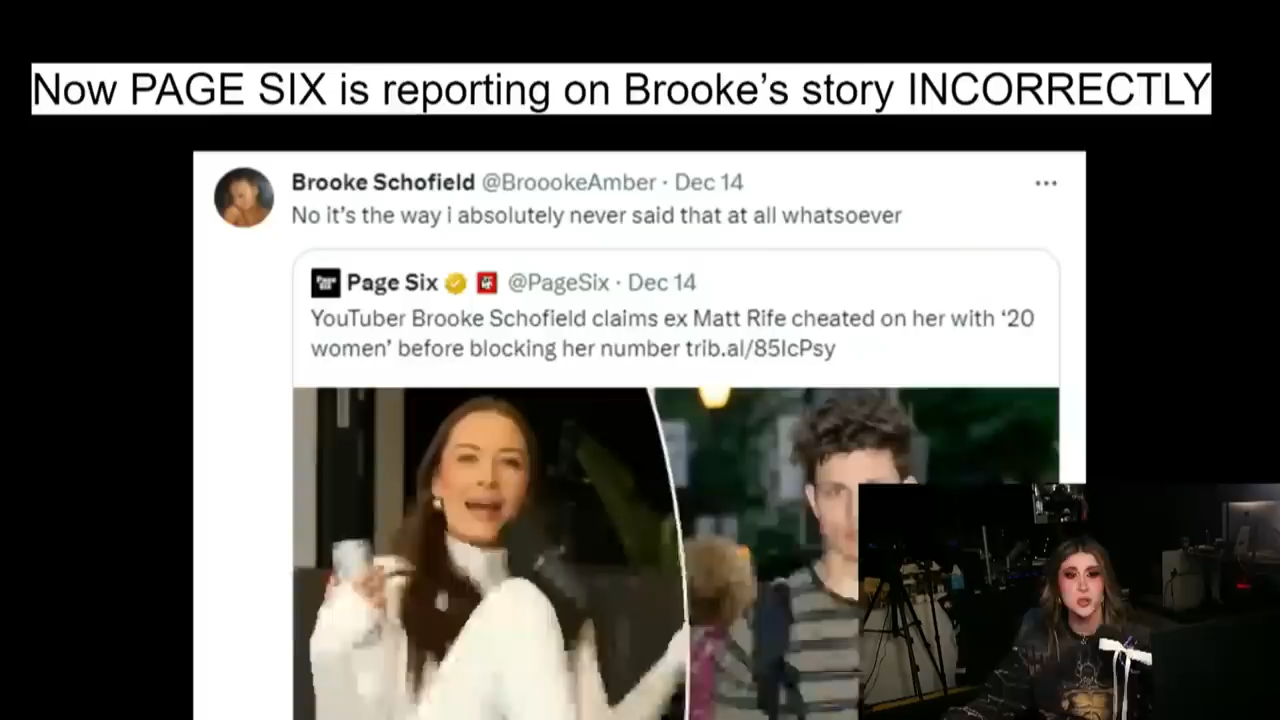 Now PAGE SIX is reporting on Brooke’s story INCORRECTLY
Brooke Schofield @BroookeAmber · Dec 14
No it’s the way i absolutely never said that at all whatsoever
Page Six @PageSix · Dec 14
YouTuber Brooke Schofield claims ex Matt Rife cheated on her with ‘20
women’ before blocking her number trib.al/85IcPsy